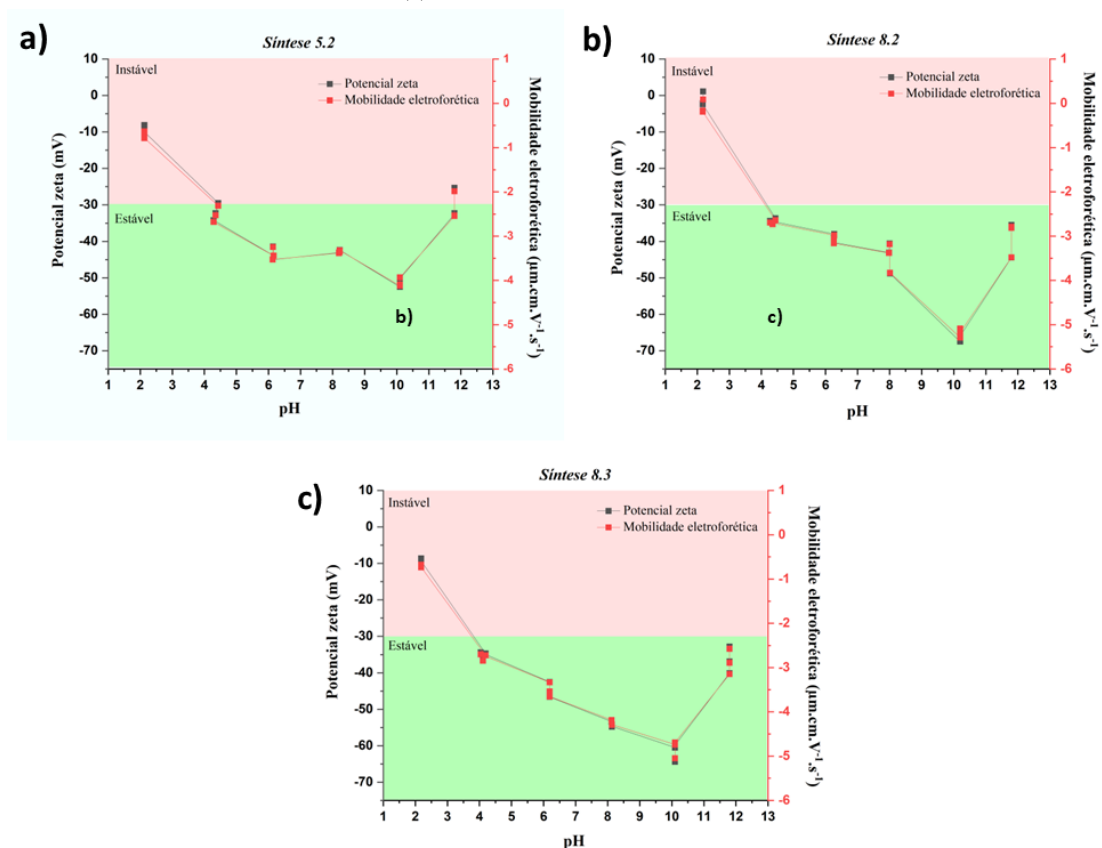 a)
Síntese 5.2
Instável
Potencial zeta
Mobilidade eletroforética
Estável
b)
10
0
-10
-20
-30
-40
-50
-60
-70
Potencial zeta (mV)
1
0
-1
-2
-3
-4
-5
-6
Mobilidade eletroforética (µm.cm.V⁻¹.s⁻¹)
1 2 3 4 5 6 7 8 9 10 11 12 13
pH
b)
Síntese 8.2
Instável
Potencial zeta
Mobilidade eletroforética
Estável
c)
10
0
-10
-20
-30
-40
-50
-60
-70
Potencial zeta (mV)
1
0
-1
-2
-3
-4
-5
-6
Mobilidade eletroforética (µm.cm.V⁻¹.s⁻¹)
1 2 3 4 5 6 7 8 9 10 11 12 13
pH
c)
Síntese 8.3
Instável
Potencial zeta
Mobilidade eletroforética
Estável
10
0
-10
-20
-30
-40
-50
-60
-70
Potencial zeta (mV)
1
0
-1
-2
-3
-4
-5
-6
Mobilidade eletroforética (µm.cm.V⁻¹.s⁻¹)
1 2 3 4 5 6 7 8 9 10 11 12 13
pH